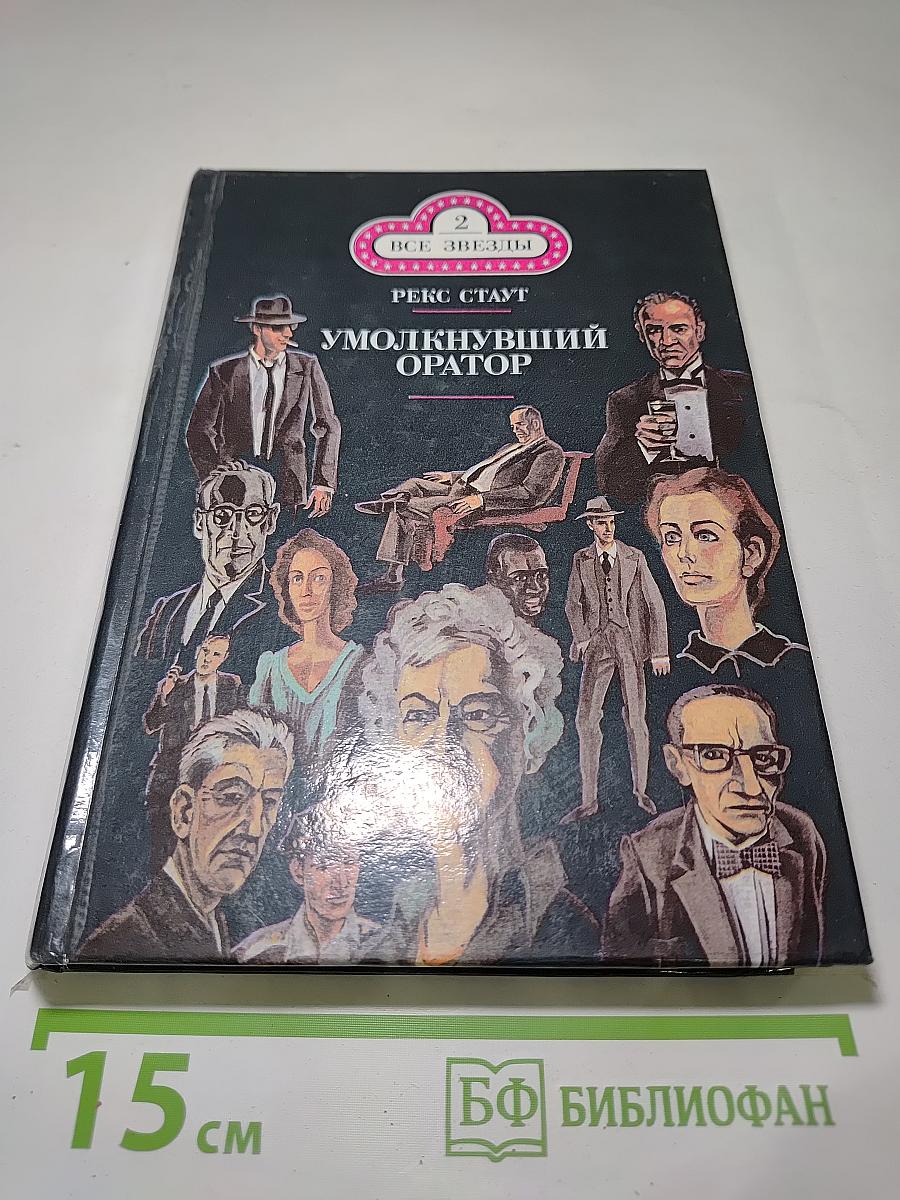 2
ВСЕ ЗВЕЗДЫ
РЕКС СТАУТ
УМОЛКНУВШИЙ
ОРАТОР
15 см
БФ БИБЛИОФАН